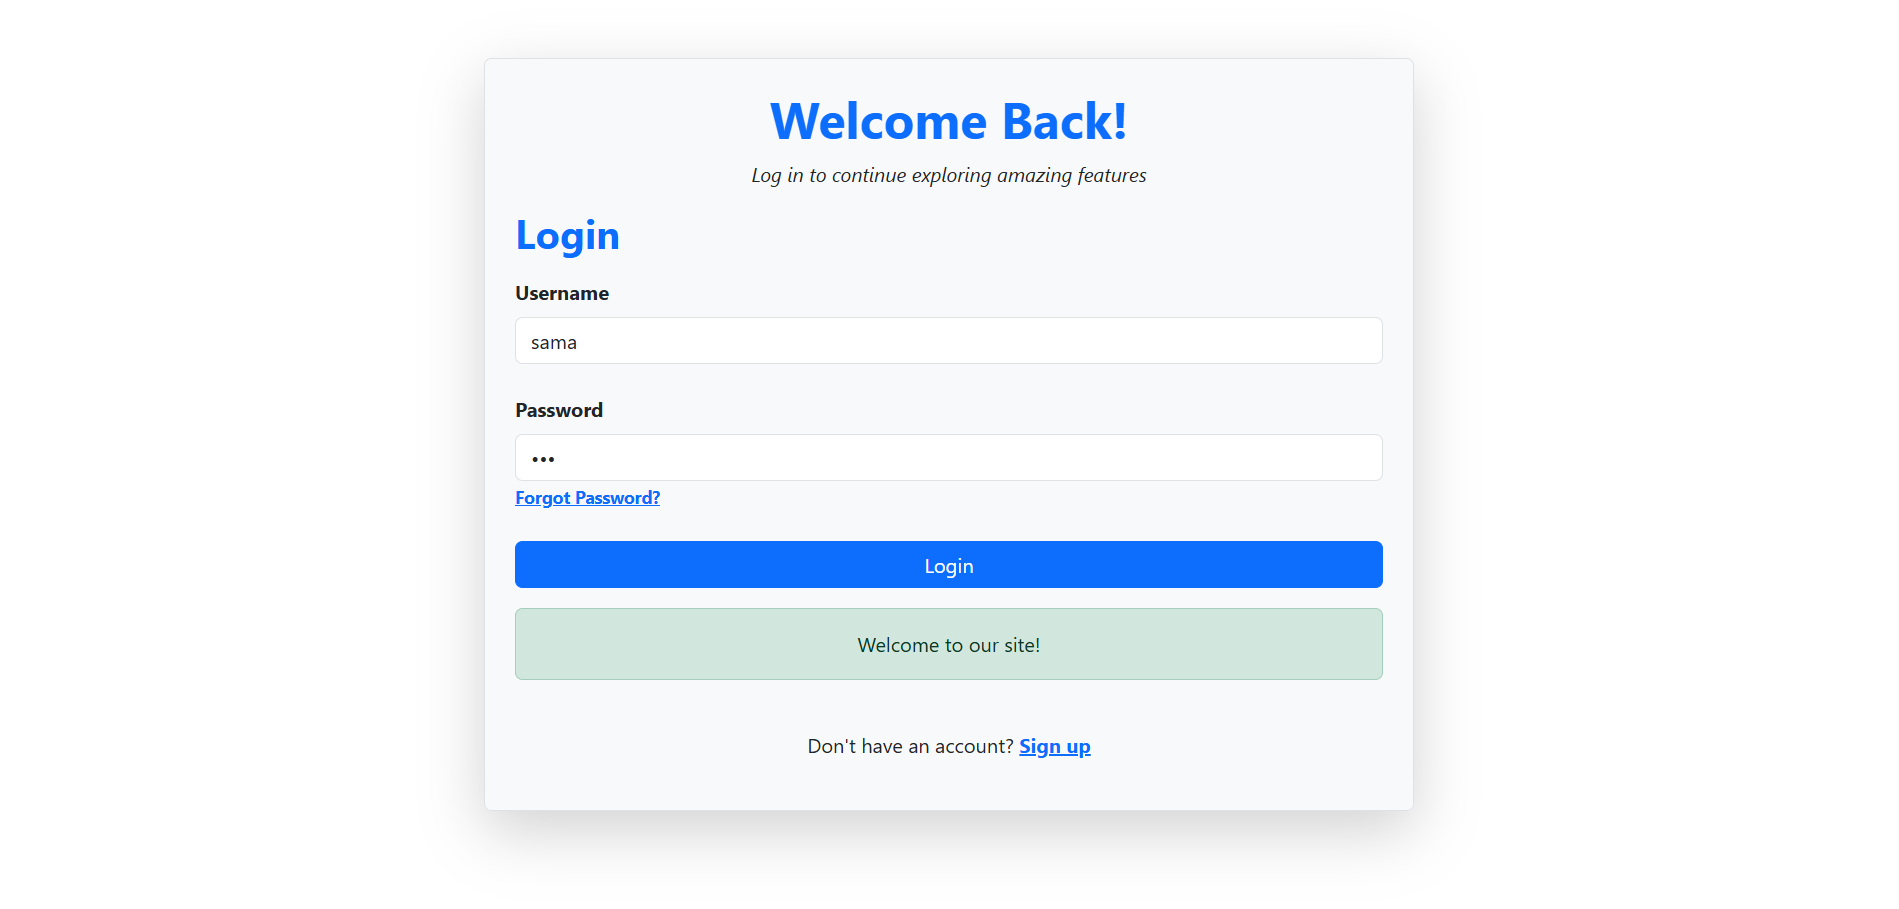 Welcome Back!
Log in to continue exploring amazing features
Login
Username
sama
Password
•••
Forgot Password?
Login
Welcome to our site!
Don't have an account? Sign up